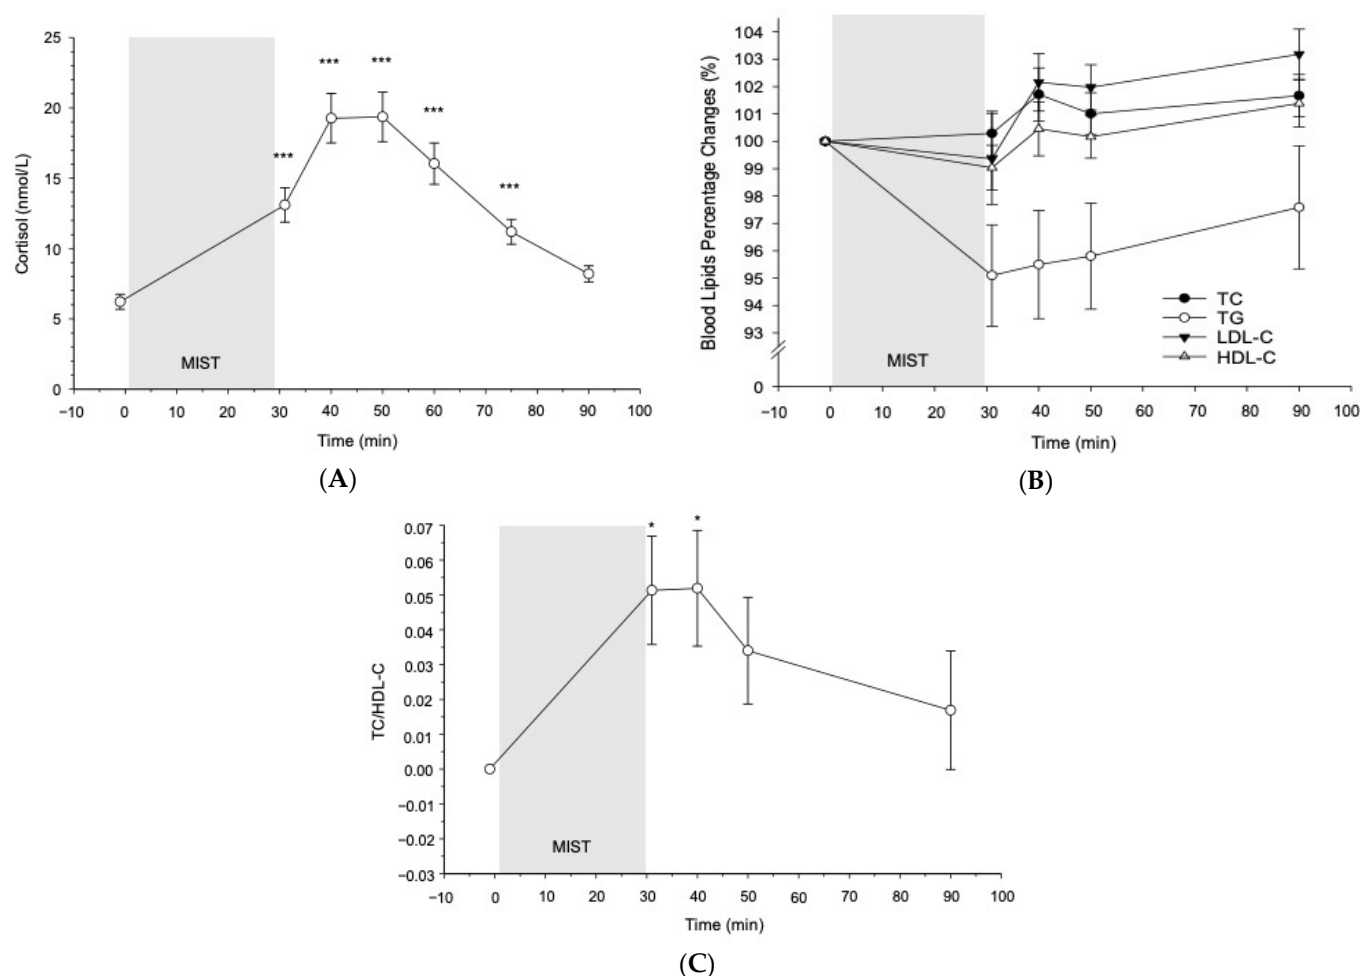 25
20
15
10
5
0
***
***
***
***
***
MIST
−10 0 10 20 30 40 50 60 70 80 90 100
Cortisol (nmol/L)
Time (min)
(A)
104
103
102
101
100
99
98
97
96
95
94
93
0
Blood Lipids Percentage Changes (%)
MIST
TC
TG
LDL-C
HDL-C
−10 0 10 20 30 40 50 60 70 80 90 100
Time (min)
(B)
0.07
0.06
0.05
0.04
0.03
0.02
0.01
0.00
−0.01
−0.02
−0.03
TC/HDL-C
* *
MIST
−10 0 10 20 30 40 50 60 70 80 90 100
Time (min)
(C)